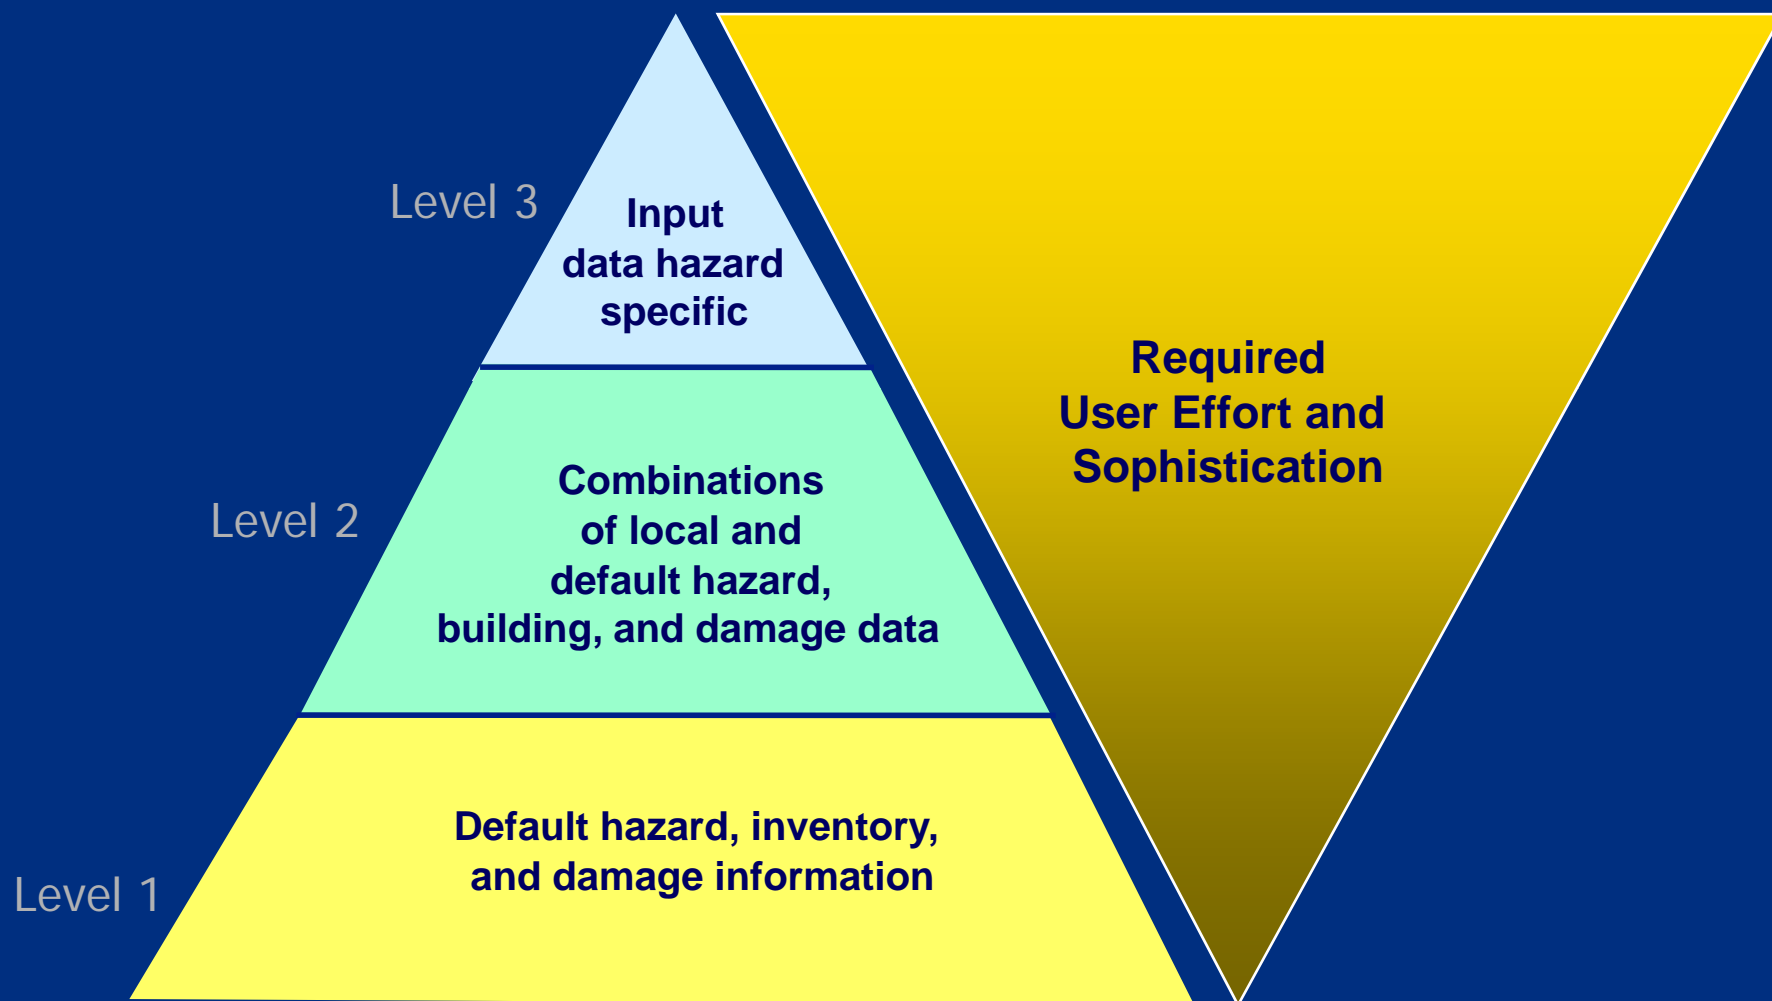 Level 3
Input
data hazard
specific
Required
User Effort and
Sophistication
Level 2
Combinations
of local and
default hazard,
building, and damage data
Level 1
Default hazard, inventory,
and damage information